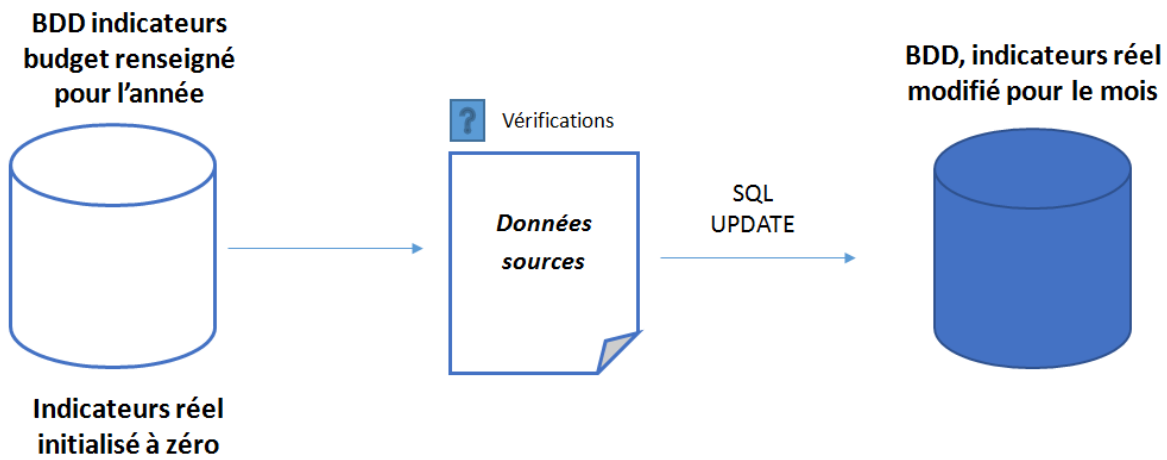 BDD indicateurs
budget renseigné
pour l'année
Indicateurs réel
initialisé à zéro
?
Vérifications
Données
sources
SQL
UPDATE
BDD, indicateurs réel
modifié pour le mois